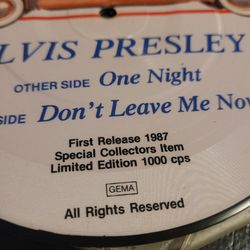 LVIS PRESLEY
OTHER SIDE One Night
SIDE Don't Leave Me Now
First Release 1987
Special Collectors Item
Limited Edition 1000 cps
GEMA
All Rights Reserved